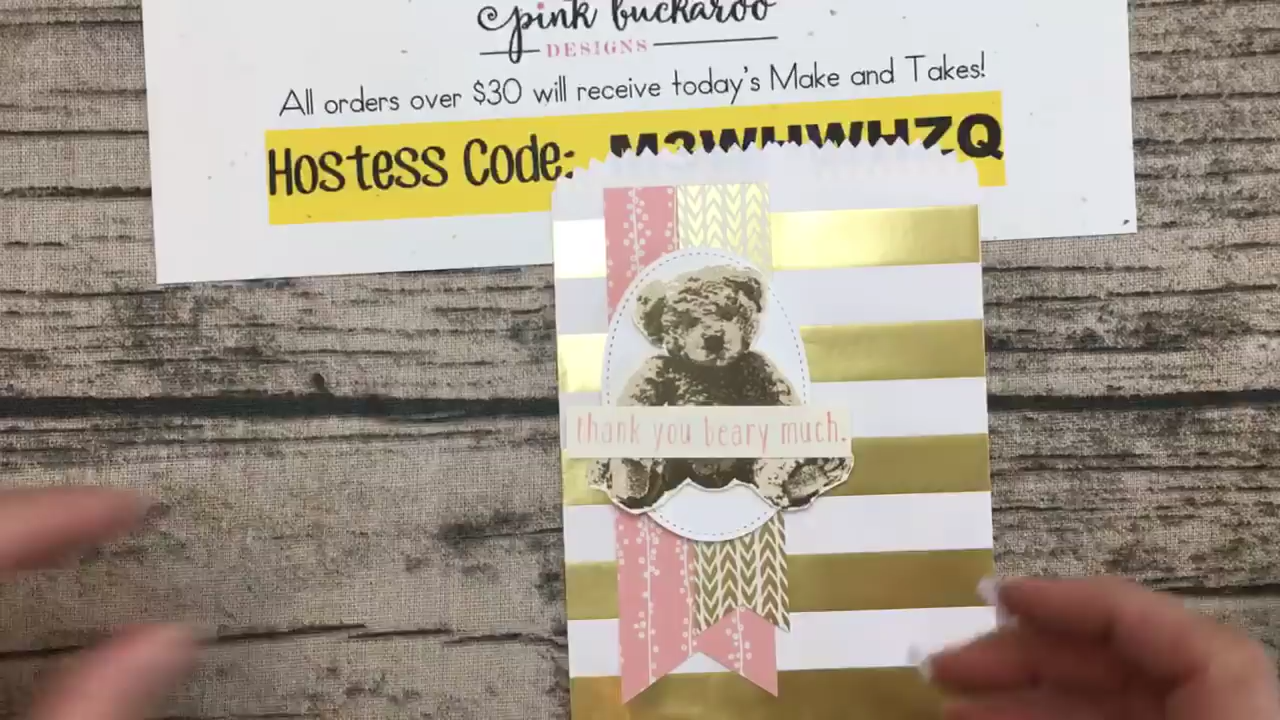 pink buckaroo
DESIGNS
All orders over $30 will receive today's Make and Takes!
Hostess Code: M3WHWHZQ
thank you beary much.